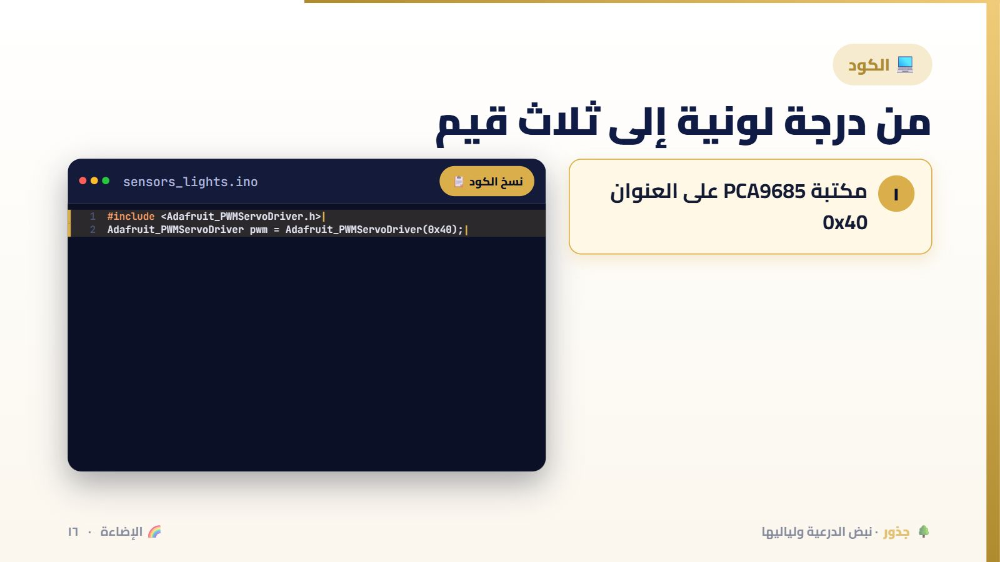 💻 الكود
من درجة لونية إلى ثلاث قيم
١
مكتبة PCA9685 على العنوان
0x40
sensors_lights.ino
نسخ الكود 📋
1 #include <Adafruit_PWMServoDriver.h>
2 Adafruit_PWMServoDriver pwm = Adafruit_PWMServoDriver(0x40);
🌳 جذور · نبض الدرعية ولياليها
🌈 الإضاءة · ١٦